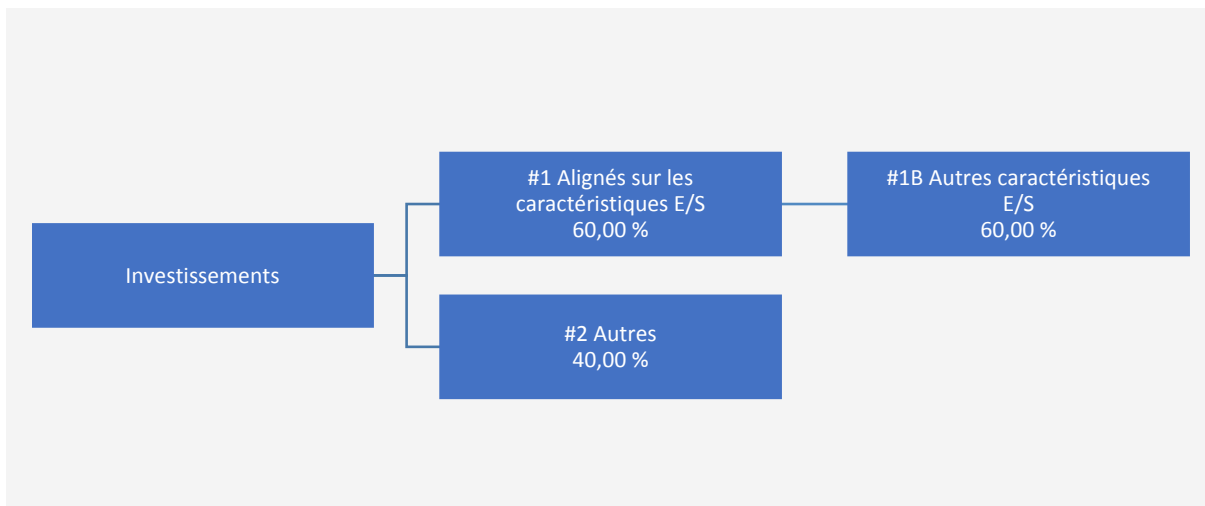 Investissements
#1 Alignés sur les
caractéristiques E/S
60,00 %
#2 Autres
40,00 %
#1B Autres caractéristiques
E/S
60,00 %